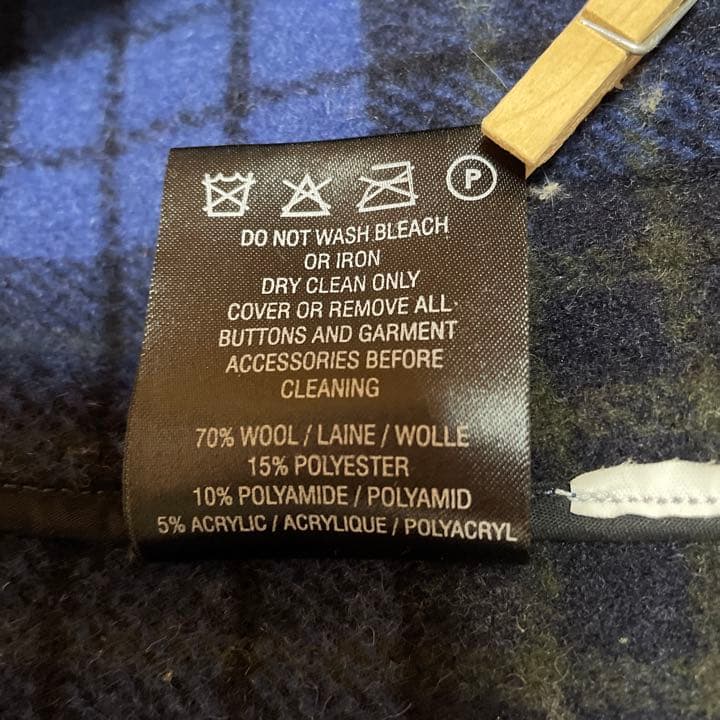 P
DO NOT WASH BLEACH
OR IRON
DRY CLEAN ONLY
COVER OR REMOVE ALL
BUTTONS AND GARMENT
ACCESSORIES BEFORE
CLEANING
70% WOOL / LAINE / WOLLE
15% POLYESTER
10% POLYAMIDE / POLYAMID
5% ACRYLIC / ACRYLIQUE / POLYACRYL